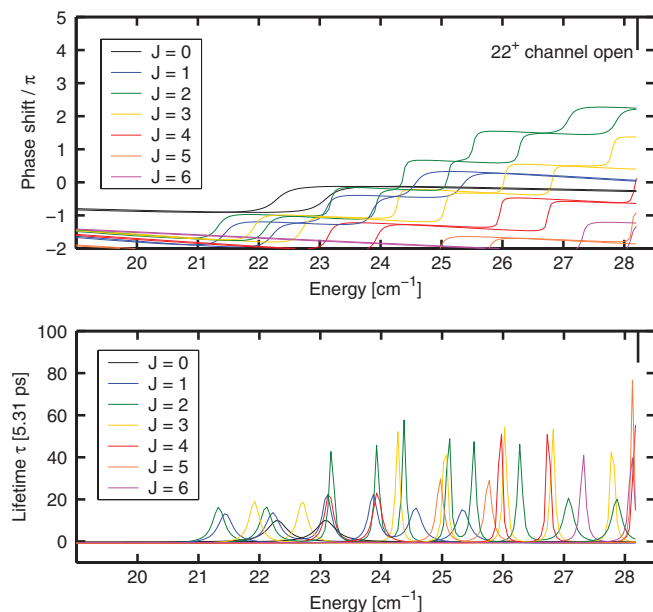 5
4
3
2
1
0
−1
−2
Phase shift / π
J = 0
J = 1
J = 2
J = 3
J = 4
J = 5
J = 6
22⁺ channel open
20 21 22 23 24 25 26 27 28
Energy [cm⁻¹]
100
80
60
40
20
0
Lifetime τ [5.31 ps]
J = 0
J = 1
J = 2
J = 3
J = 4
J = 5
J = 6
20 21 22 23 24 25 26 27 28
Energy [cm⁻¹]